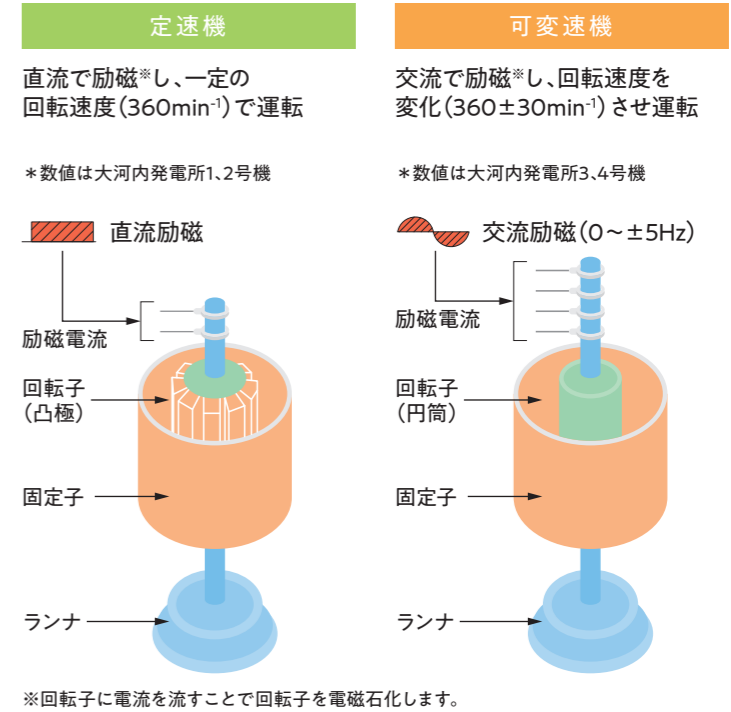 定速機
直流で励磁※し、一定の
回転速度（360min-1）で運転
＊数値は大河内発電所1、2号機
直流励磁
励磁電流
回転子
（凸極）
固定子
ランナ
可変速機
交流で励磁※し、回転速度を
変化（360±30min-1）させ運転
＊数値は大河内発電所3、4号機
交流励磁（0～±5Hz）
励磁電流
回転子
（円筒）
固定子
ランナ
※回転子に電流を流すことで回転子を電磁石化します。